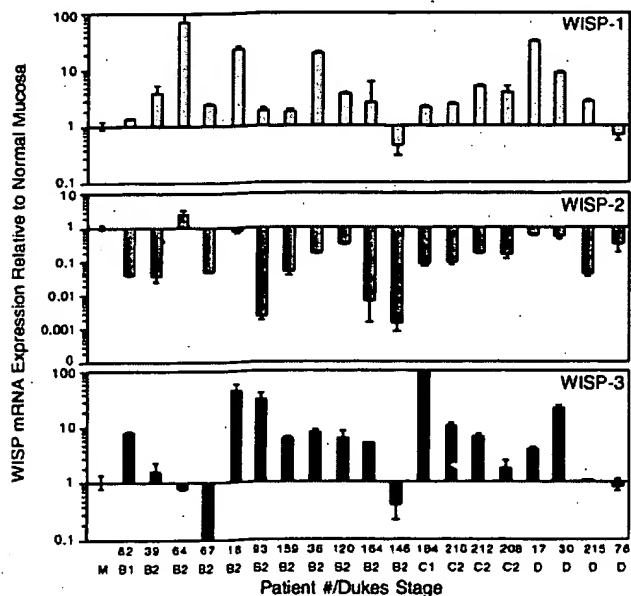 WISP mRNA Expression Relative to Normal Mucosa
100
10
1
0.1
WISP-1
10
1
0.1
0.01
0.001
0
WISP-2
100
10
1
0.1
WISP-3
62 39 64 67 18 93 159 36 120 164 146 194 210 212 208 17 30 215 76
M B1 B2 B2 B2 B2 B2 B2 B2 B2 B2 B2 C1 C2 C2 C2 D D D D
Patient #/Dukes Stage